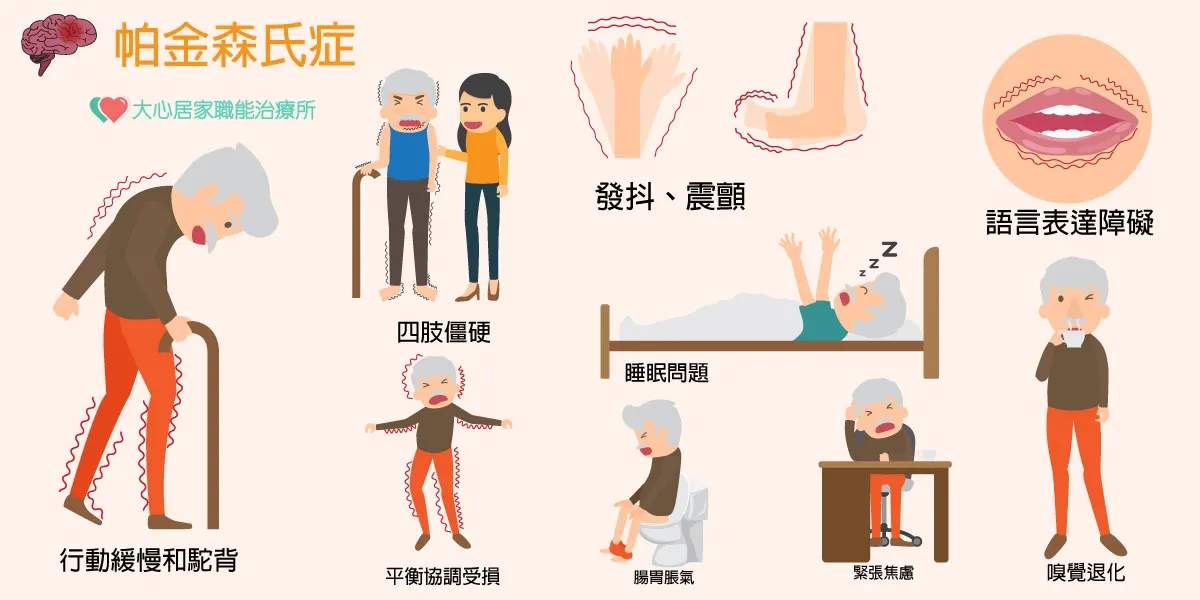 帕金森氏症
大心居家職能治療所
行動緩慢和駝背
四肢僵硬
平衡協調受損
發抖、震顫
睡眠問題
腸胃脹氣
緊張焦慮
語言表達障礙
嗅覺退化
z z Z